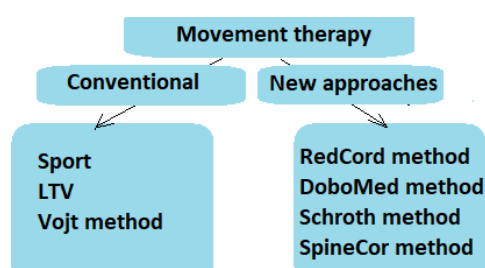 Movement therapy
Conventional
New approaches
Sport
LTV
Vojt method
RedCord method
DoboMed method
Schroth method
SpineCor method